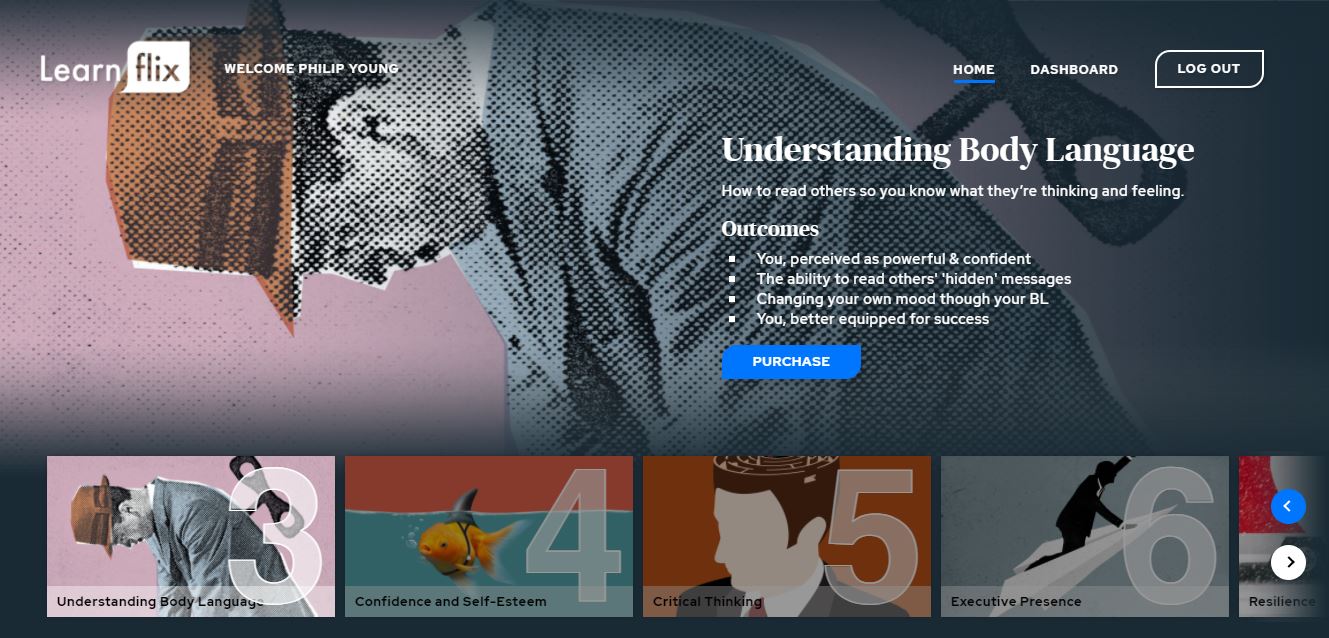 Learnflix
WELCOME PHILIP YOUNG
HOME
DASHBOARD
LOG OUT
Understanding Body Language
How to read others so you know what they're thinking and feeling.
Outcomes
You, perceived as powerful & confident
The ability to read others' 'hidden' messages
Changing your own mood though your BL
You, better equipped for success
PURCHASE
3
Understanding Body Language
4
Confidence and Self-Esteem
5
Critical Thinking
6
Executive Presence
Resilience